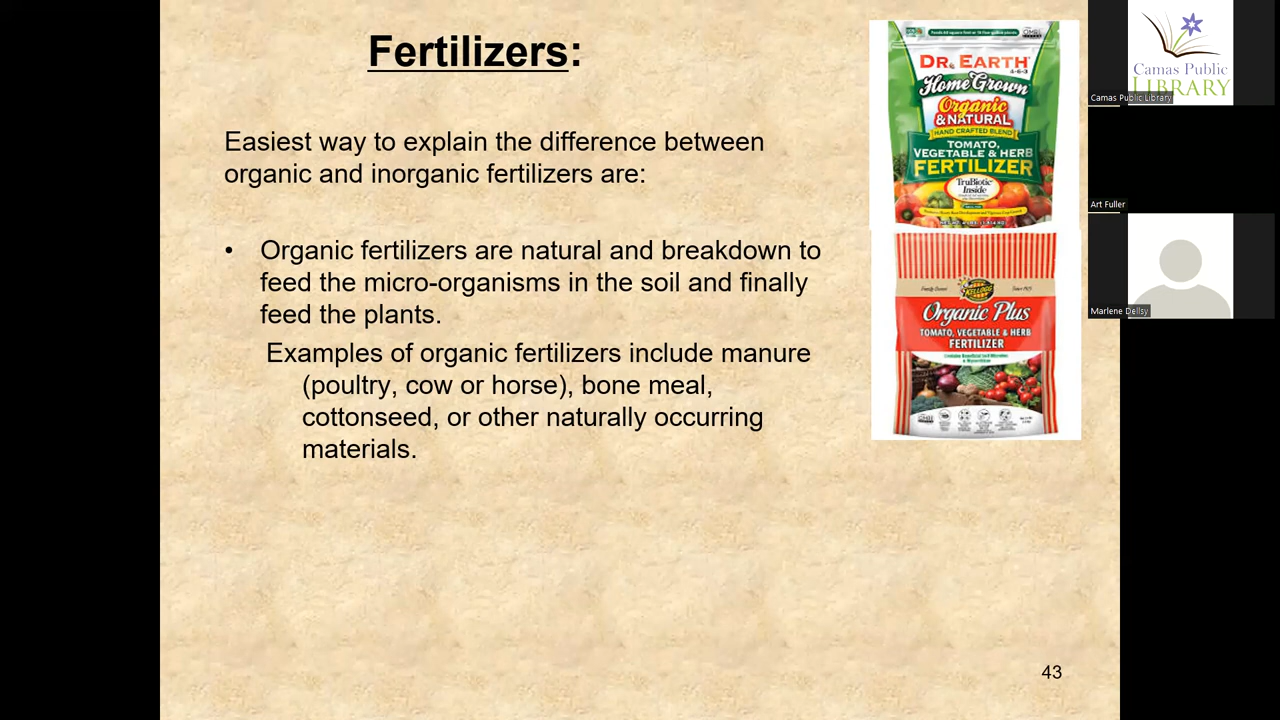 Fertilizers:
Easiest way to explain the difference between
organic and inorganic fertilizers are:
• Organic fertilizers are natural and breakdown to
feed the micro-organisms in the soil and finally
feed the plants.
Examples of organic fertilizers include manure
(poultry, cow or horse), bone meal,
cottonseed, or other naturally occurring
materials.
43
DR. EARTH
4-6-3
Home Grown
Organic
& NATURAL
HAND CRAFTED BLEND
TOMATO,
VEGETABLE & HERB
FERTILIZER
TruBiotic
Inside
KELLOGG
Organic Plus
TOMATO, VEGETABLE & HERB
FERTILIZER
Camas Public
LIBRARY
Camas Public Library
Art Fuller
Marlene Dellsy